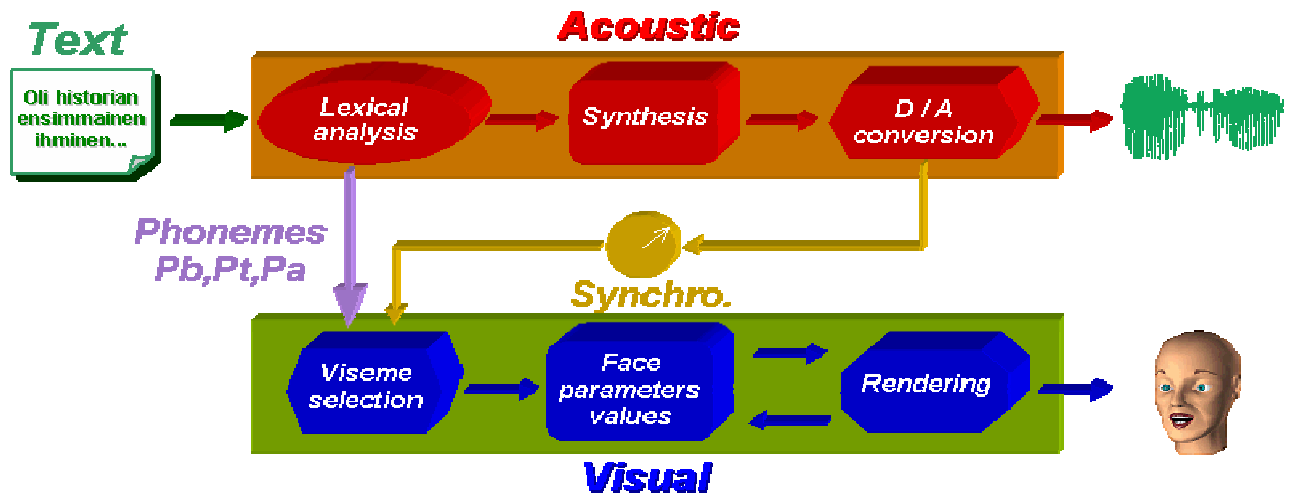 Text
Oli historian
ensimmainen
ihminen...
Acoustic
Lexical
analysis
Synthesis
D / A
conversion
Phonemes
Pb,Pt,Pa
Synchro.
Viseme
selection
Face
parameters
values
Rendering
Visual